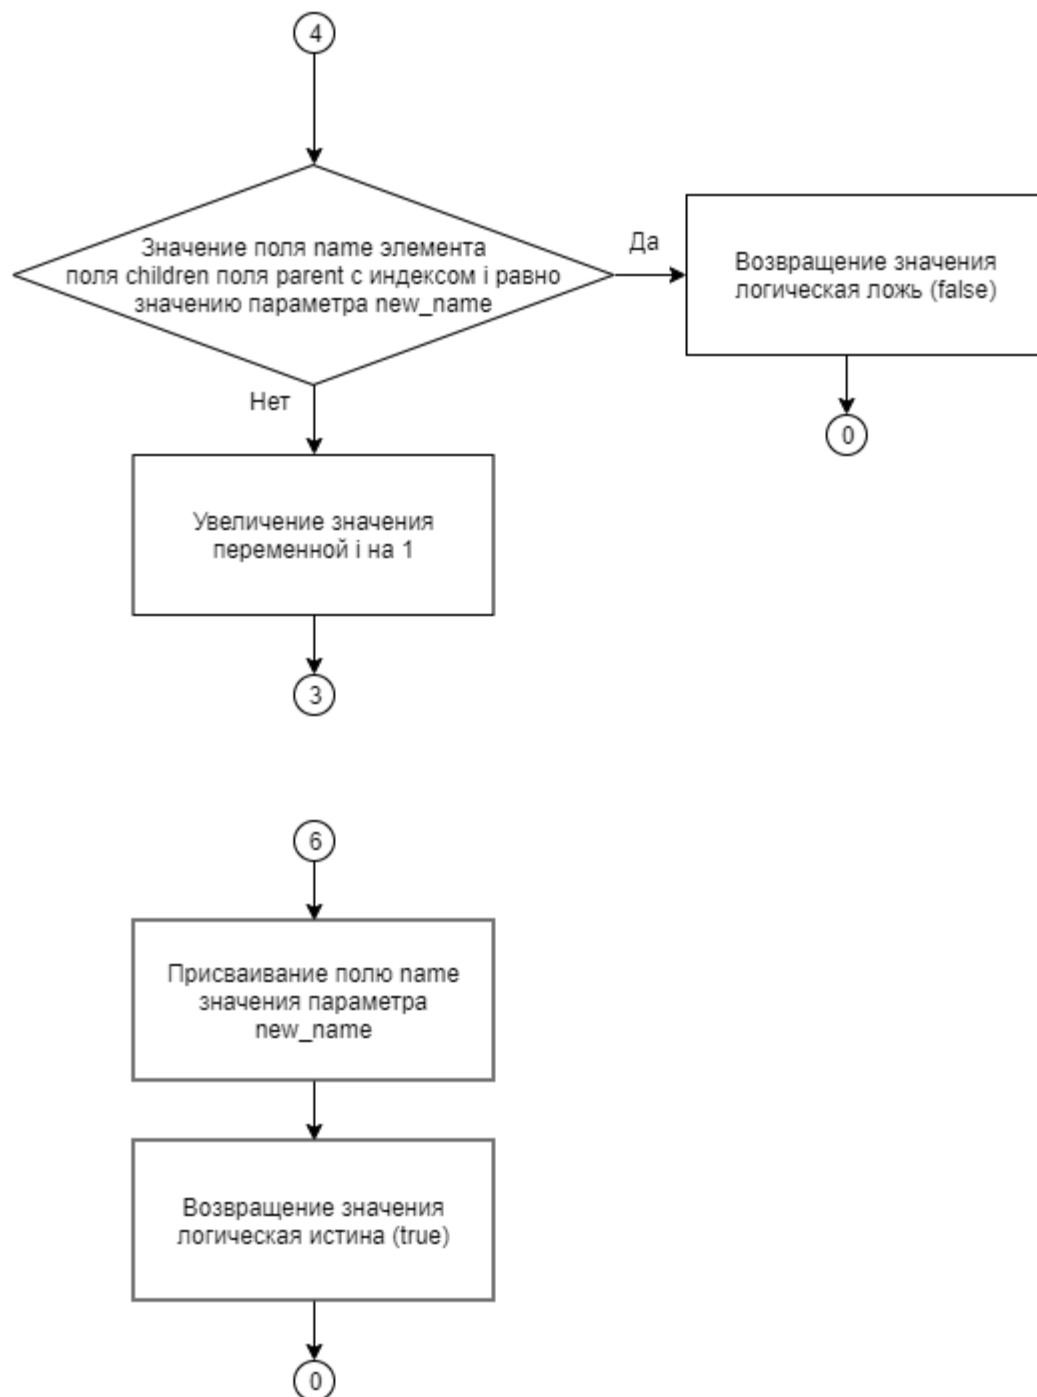 4
Значение поля name элемента
поля children поля parent с индексом i равно
значению параметра new_name
Да
Возвращение значения
логическая ложь (false)
0
Нет
Увеличение значения
переменной i на 1
3
6
Присваивание полю name
значения параметра
new_name
Возвращение значения
логическая истина (true)
0